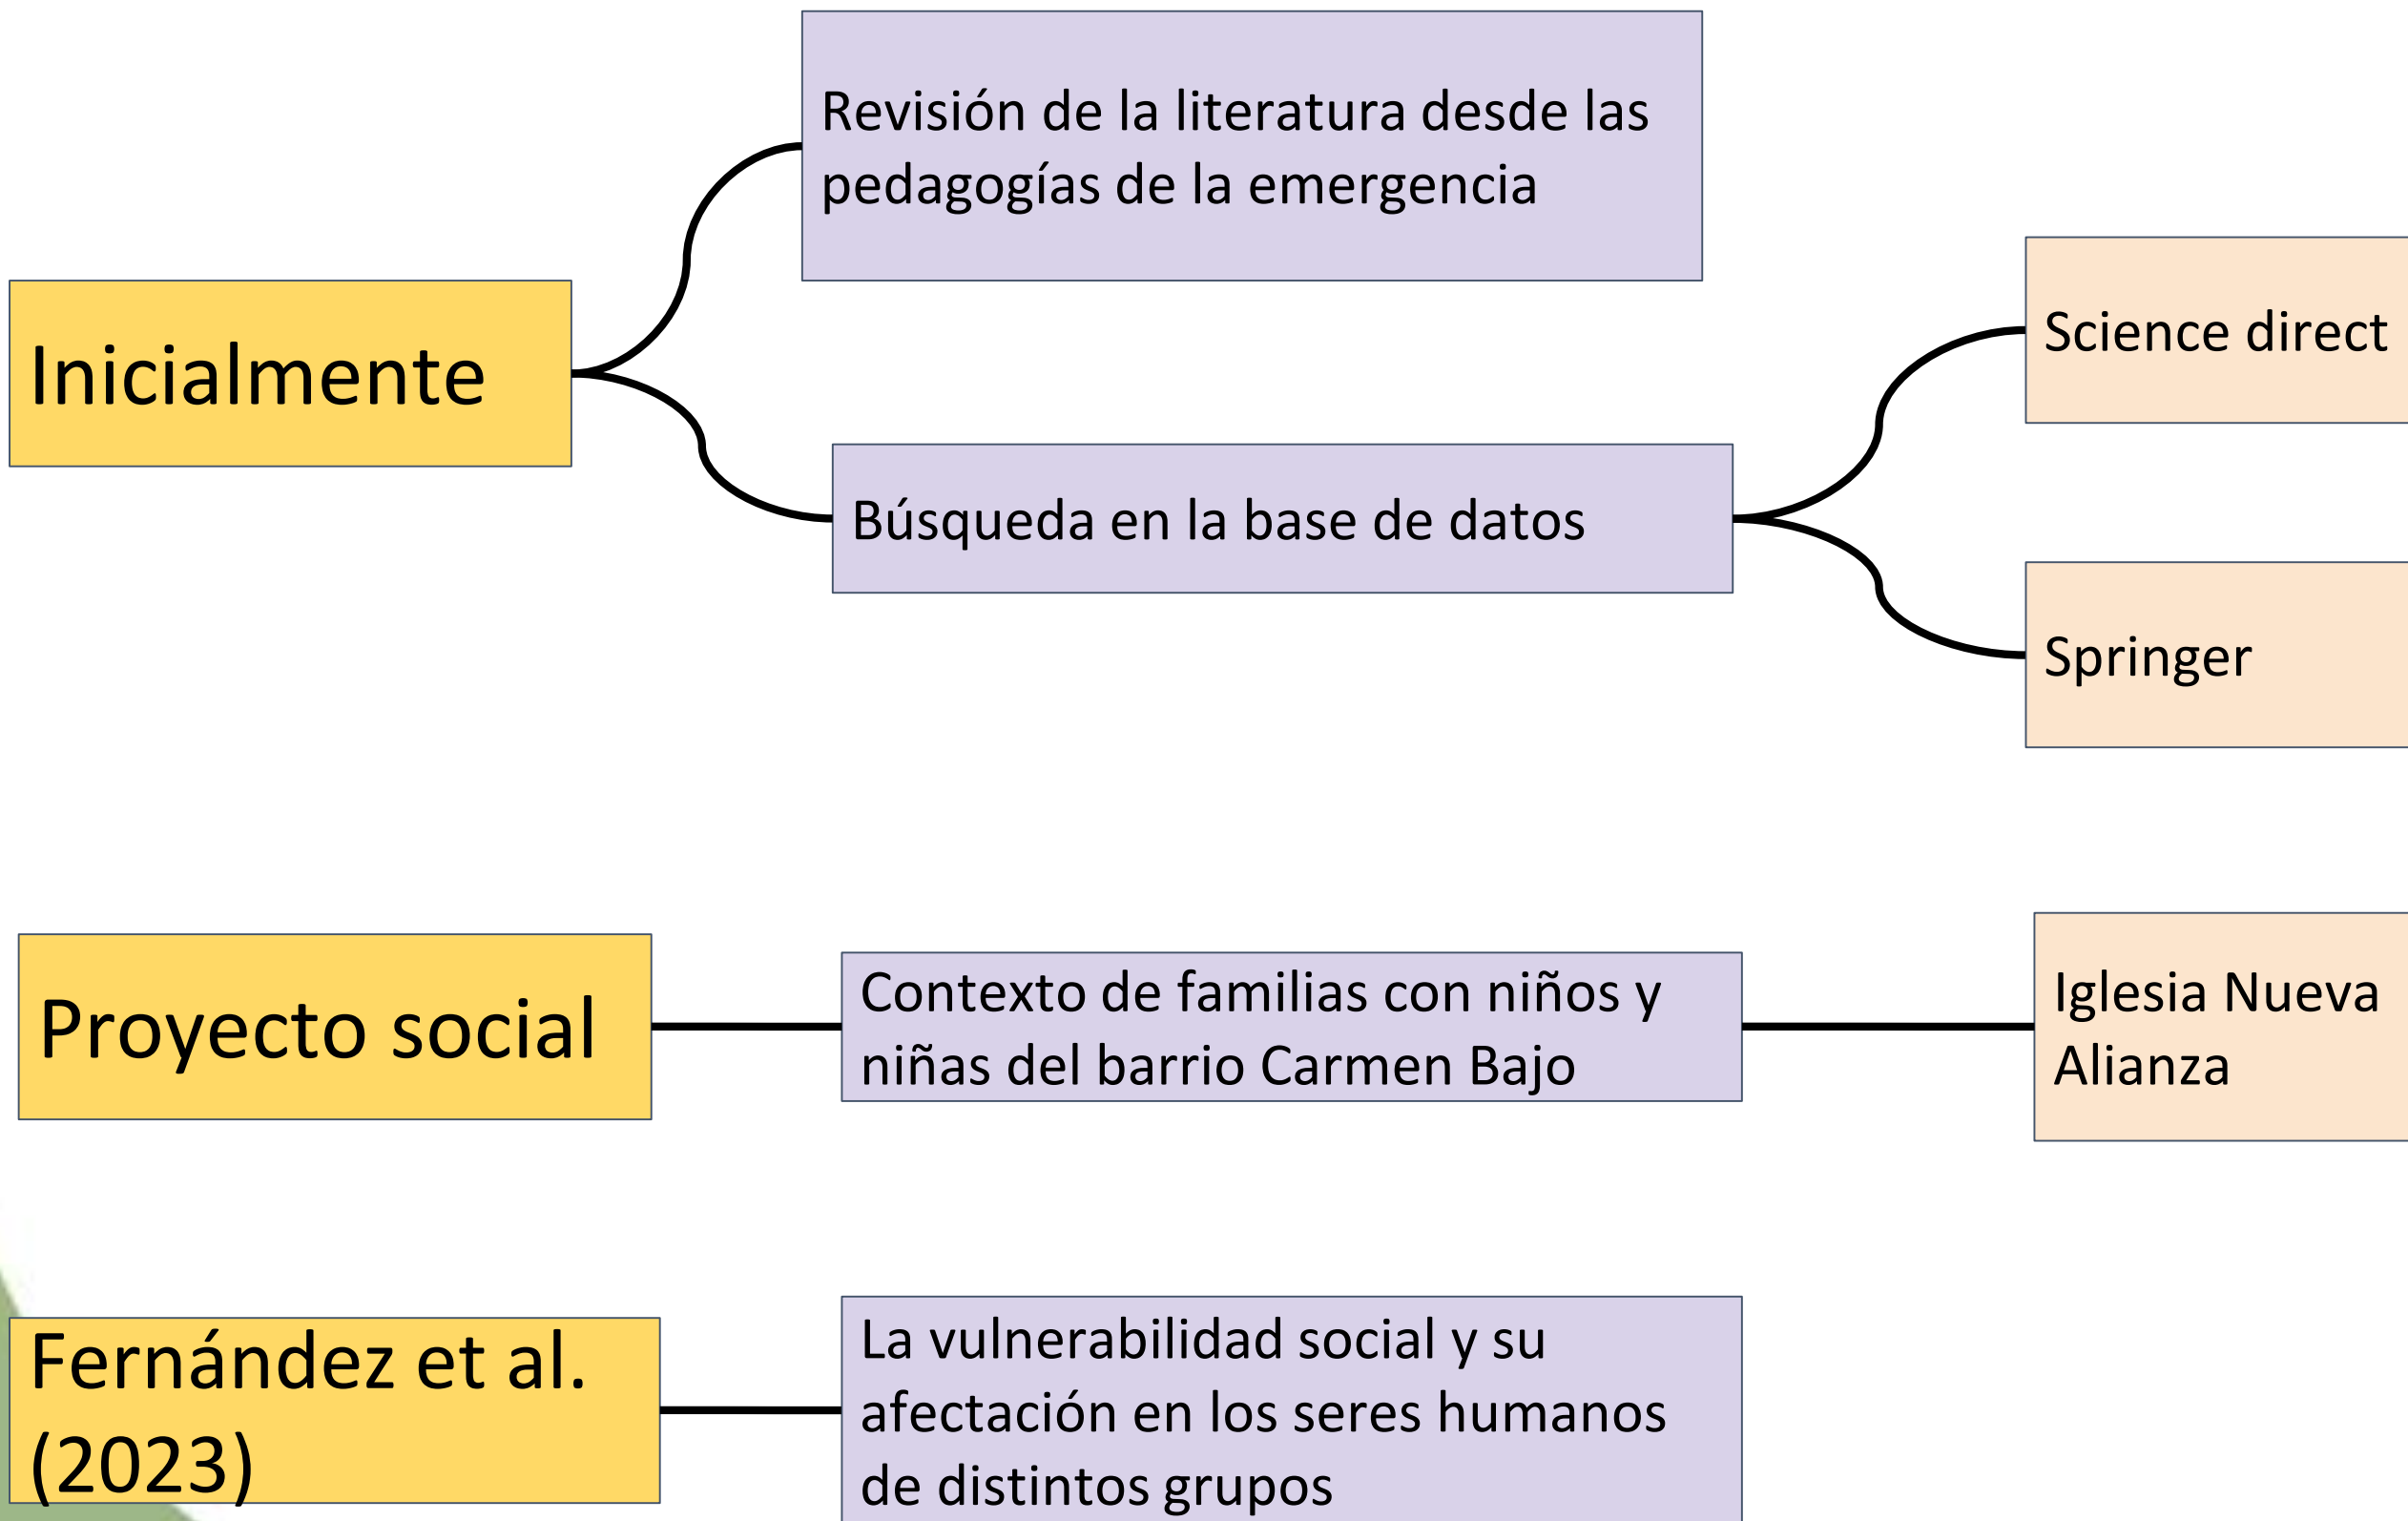 Revisión de la literatura desde las
pedagogías de la emergencia
Inicialmente
Science direct
Búsqueda en la base de datos
Springer
Proyecto social
Contexto de familias con niños y
niñas del barrio Carmen Bajo
Iglesia Nueva
Alianza
Fernández et al.
(2023)
La vulnerabilidad social y su
afectación en los seres humanos
de distintos grupos